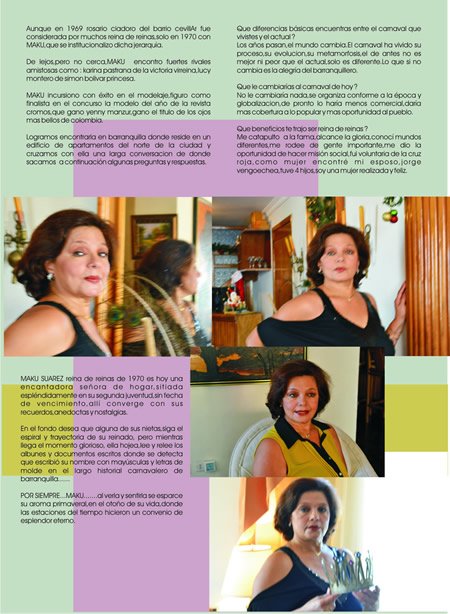 Aunque en 1969 rosario ciadoro del barrio cevillAr fue
considerada por muchos reina de reinas,solo en 1970 con
MAKU,que se institucionalizo dicha jerarquia.
De lejos,pero no cerca,MAKU encontro fuertes rivales
amistosas como : karina pastrana de la victoria vireina,lucy
montero de simon bolivar princesa.
MAKU incursiono con éxito en el modelaje,figuro como
finalista en el concurso la modelo del año de la revista
cromos,que gano yenny manzur,gano el titulo de los ojos
mas bellos de colombia.
Logramos encontrarla en barranquilla donde reside en un
edificio de apartamentos del norte de la ciudad y
cruzamos con ella una larga conversacion de donde
sacamos a continuación algunas preguntas y respuestas.
Que diferencias básicas encuentras entre el carnaval que
vivistes y el actual ?
Los años pasan,el mundo cambia.El carnaval ha vivido su
proceso,su evolucion,su metamorfosis,el de antes no es
mejor ni peor que el actual,solo es diferente.Lo que si no
cambia es la alegría del barranquillero.
Que le cambiarías al carnaval de hoy ?
No le cambiaría nada,se organiza conforme a la época y
globalizacion,de pronto lo haría menos comercial,daria
mas cobertura a lo popular y mas oportunidad al pueblo.
Que beneficios te trajo ser reina de reinas ?
Me catapulto a la fama,alcance la gloria,conocí mundos
diferentes,me rodee de gente importante,me dio la
oportunidad de hacer misión social,fui voluntaria de la cruz
roja,como mujer encontré mi esposo,jorge
vengoechea,tuve 4 hijos,soy una mujer realizada y feliz.
MAKU SUAREZ reina de reinas de 1970 es hoy una
encantadora señora de hogar,sitiada
espléndidamente en su segunda juventud,sin fecha
de vencimiento,allí converge con sus
recuerdos,anedoctas y nostalgias.
En el fondo desea que alguna de sus nietas,siga el
espiral y trayectoria de su reinado, pero mientras
llega el momento glorioso, ella hojea,lee y relee los
albunes y documentos escritos donde se detecta
que escribió su nombre con mayúsculas y letras de
molde en el largo historial carnavalero de
barranquilla......
POR SIEMPRE...MAKU.......al verla y sentirla se esparce
su aroma primaveral,en el otoño de su vida,donde
las estaciones del tiempo hicieron un convenio de
esplendor eterno.